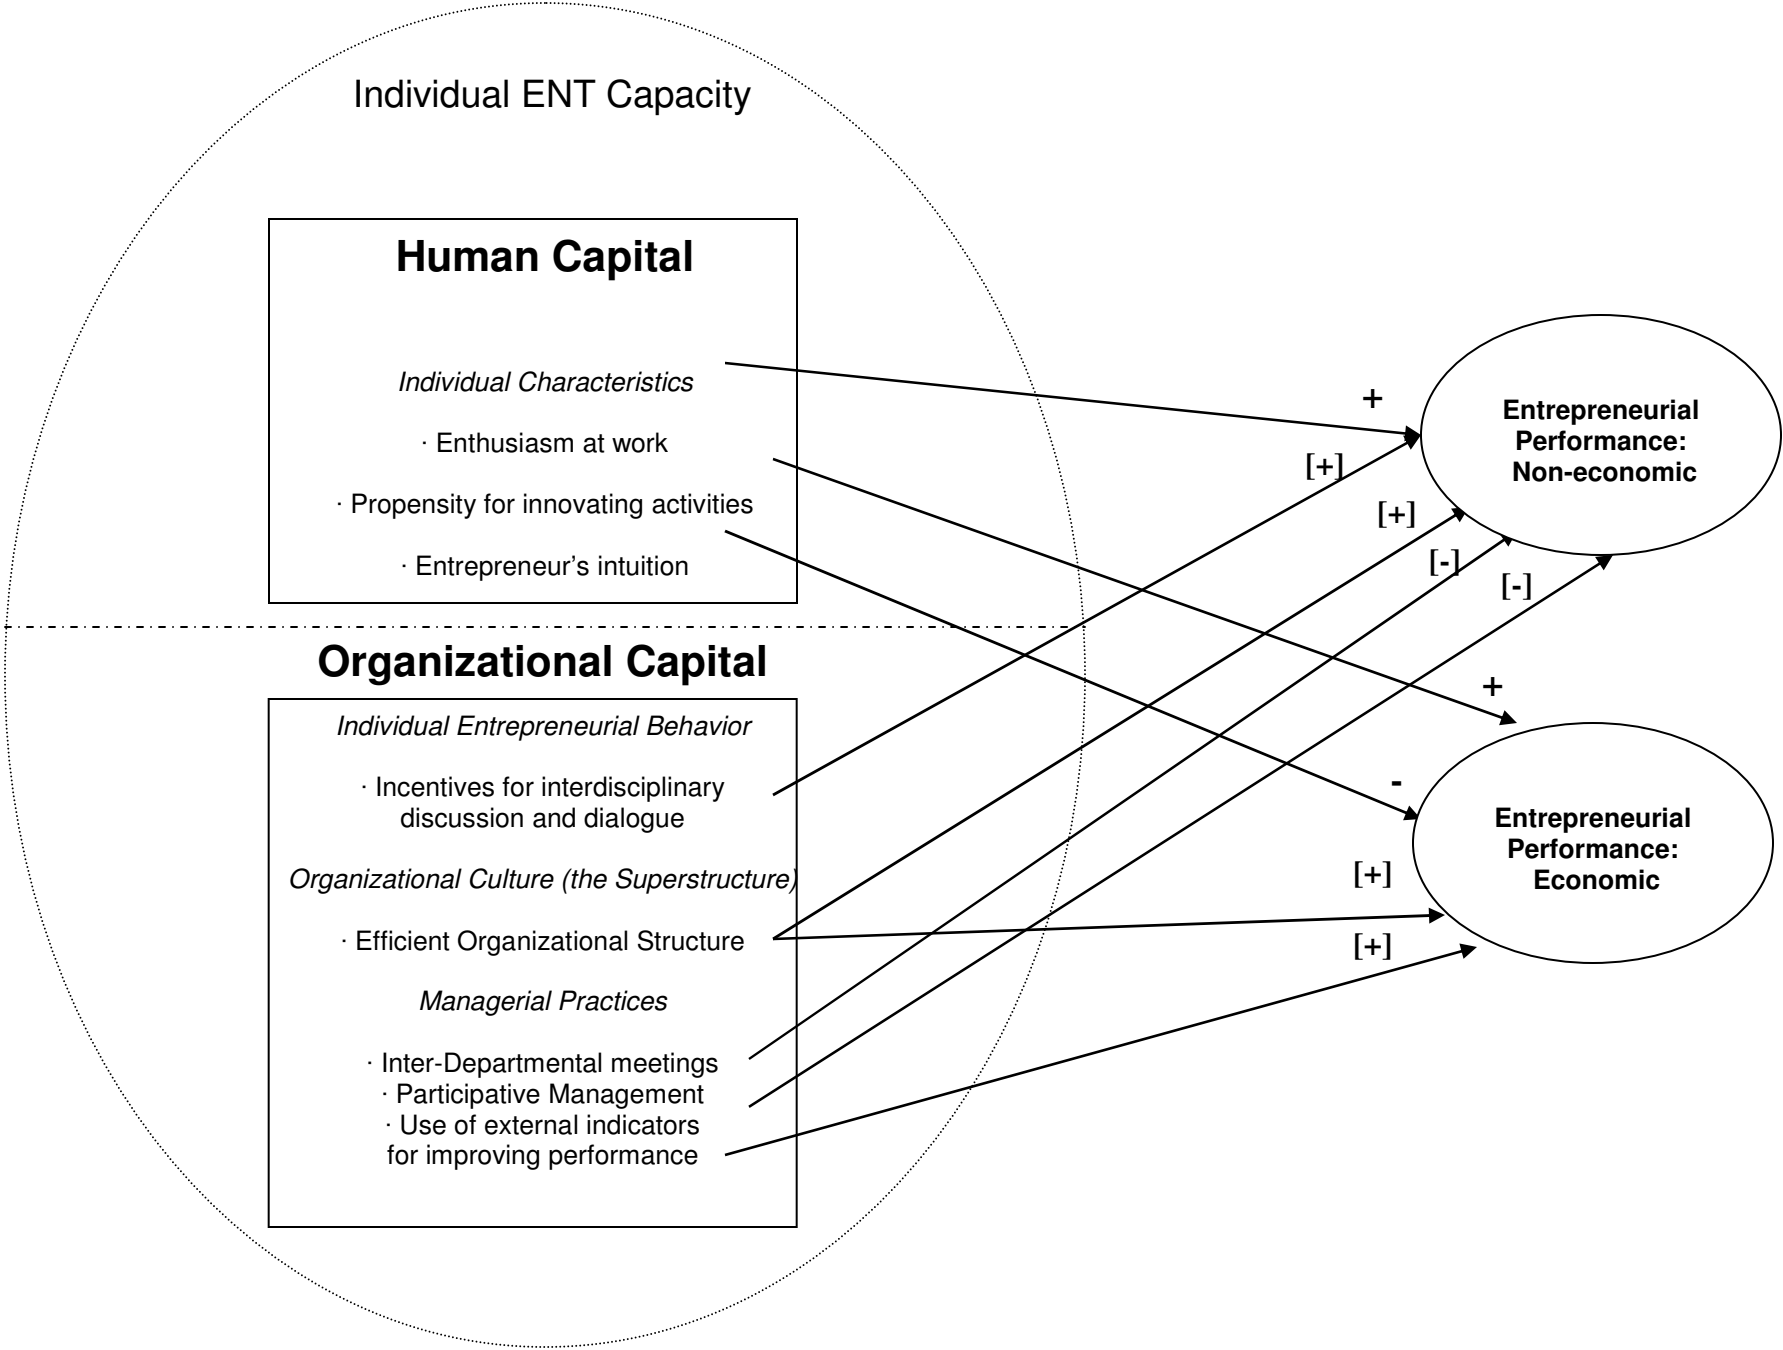 Individual ENT Capacity
Human Capital
Individual Characteristics
· Enthusiasm at work
· Propensity for innovating activities
· Entrepreneur’s intuition
Organizational Capital
Individual Entrepreneurial Behavior
· Incentives for interdisciplinary
discussion and dialogue
Organizational Culture (the Superstructure)
· Efficient Organizational Structure
Managerial Practices
· Inter-Departmental meetings
· Participative Management
· Use of external indicators
for improving performance
+
[+]
[+]
[-]
[-]
+
-
[+]
[+]
Entrepreneurial
Performance:
Non-economic
Entrepreneurial
Performance:
Economic